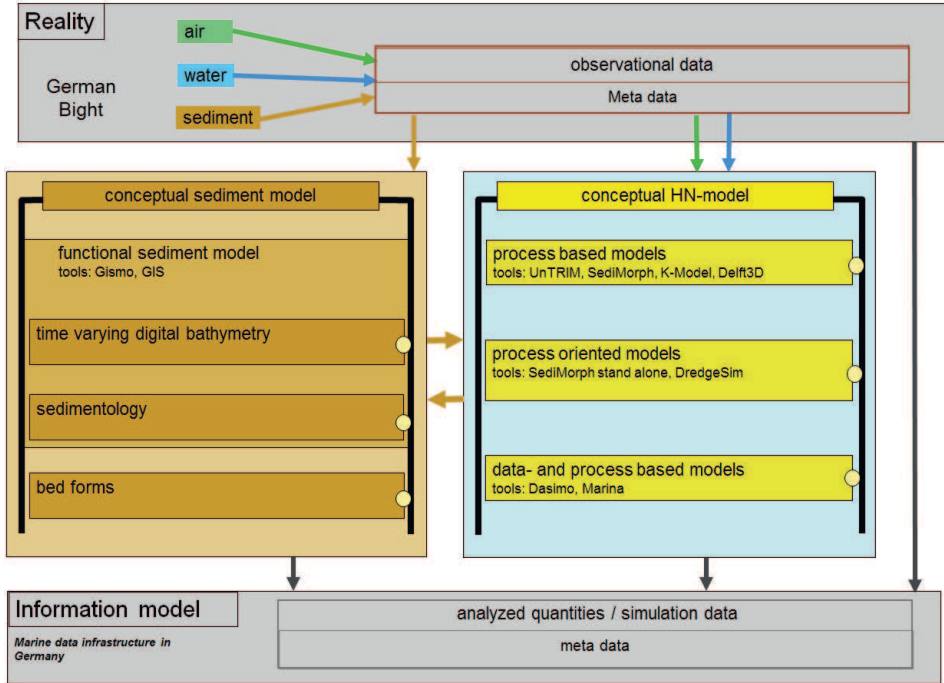 Reality
air
water
sediment
German
Bight
observational data
Meta data
conceptual sediment model
functional sediment model
tools: Gismo, GIS
time varying digital bathymetry
sedimentology
bed forms
conceptual HN-model
process based models
tools: UnTRIM, SediMorph, K-Model, Delft3D
process oriented models
tools: SediMorph stand alone, DredgeSim
data- and process based models
tools: Dasimo, Marina
Information model
Marine data infrastructure in
Germany
analyzed quantities / simulation data
meta data